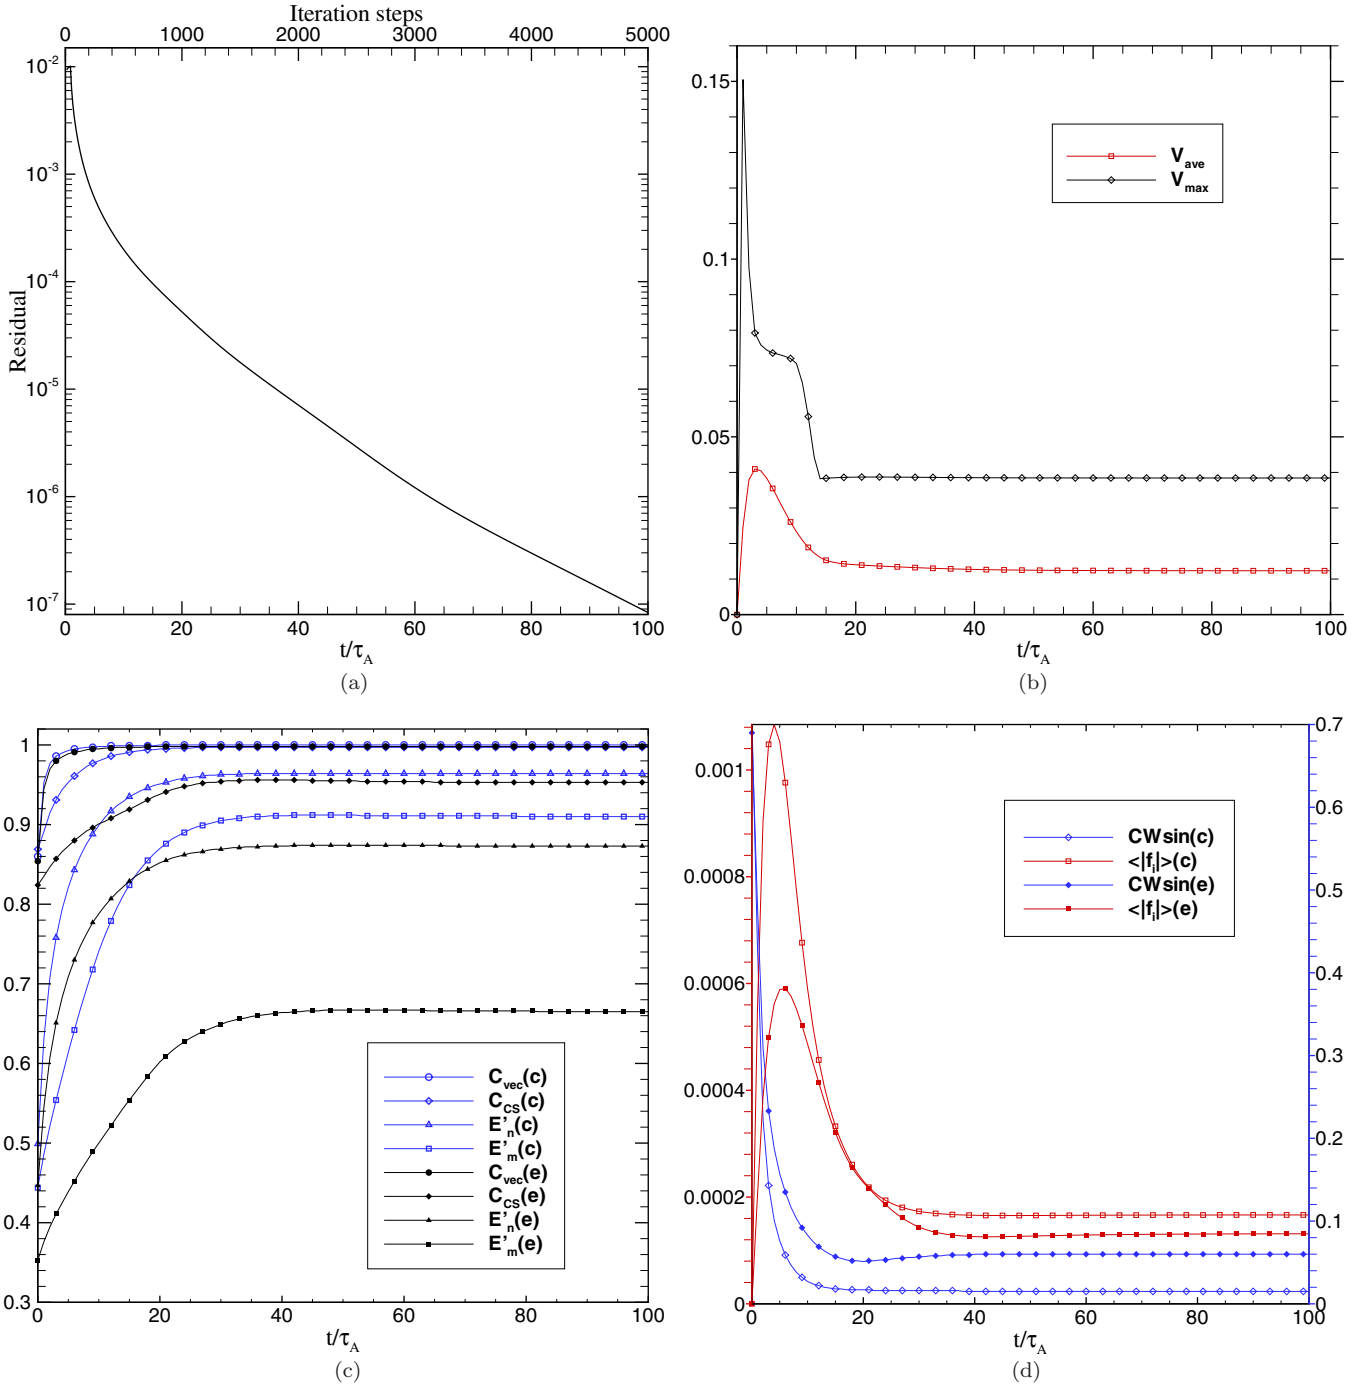 Iteration steps
0 1000 2000 3000 4000 5000
10^-2
10^-3
10^-4
10^-5
10^-6
10^-7
Residual
0 20 40 60 80 100
t/τ_A
(a)
0.15
0.1
0.05
0
V_ave
V_max
0 20 40 60 80 100
t/τ_A
(b)
1
0.9
0.8
0.7
0.6
0.5
0.4
0.3
C_vec(c)
C_CS(c)
E'_n(c)
E'_m(c)
C_vec(e)
C_CS(e)
E'_n(e)
E'_m(e)
0 20 40 60 80 100
t/τ_A
(c)
0.001
0.0008
0.0006
0.0004
0.0002
0
CWsin(c)
<|f_i|>(c)
CWsin(e)
<|f_i|>(e)
0.7
0.6
0.5
0.4
0.3
0.2
0.1
0
0 20 40 60 80 100
t/τ_A
(d)